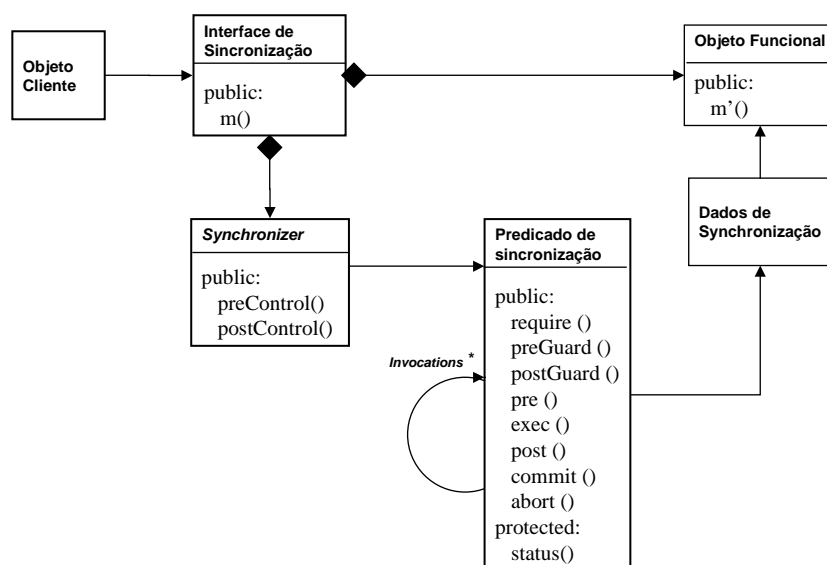 Objeto
Cliente
Interface de
Sincronização
public:
m()
Objeto Funcional
public:
m’()
Dados de
Synchronização
Synchronizer
public:
preControl()
postControl()
Predicado de
sincronização
public:
require ()
preGuard ()
postGuard ()
pre ()
exec ()
post ()
commit ()
abort ()
protected:
status()
Invocations *